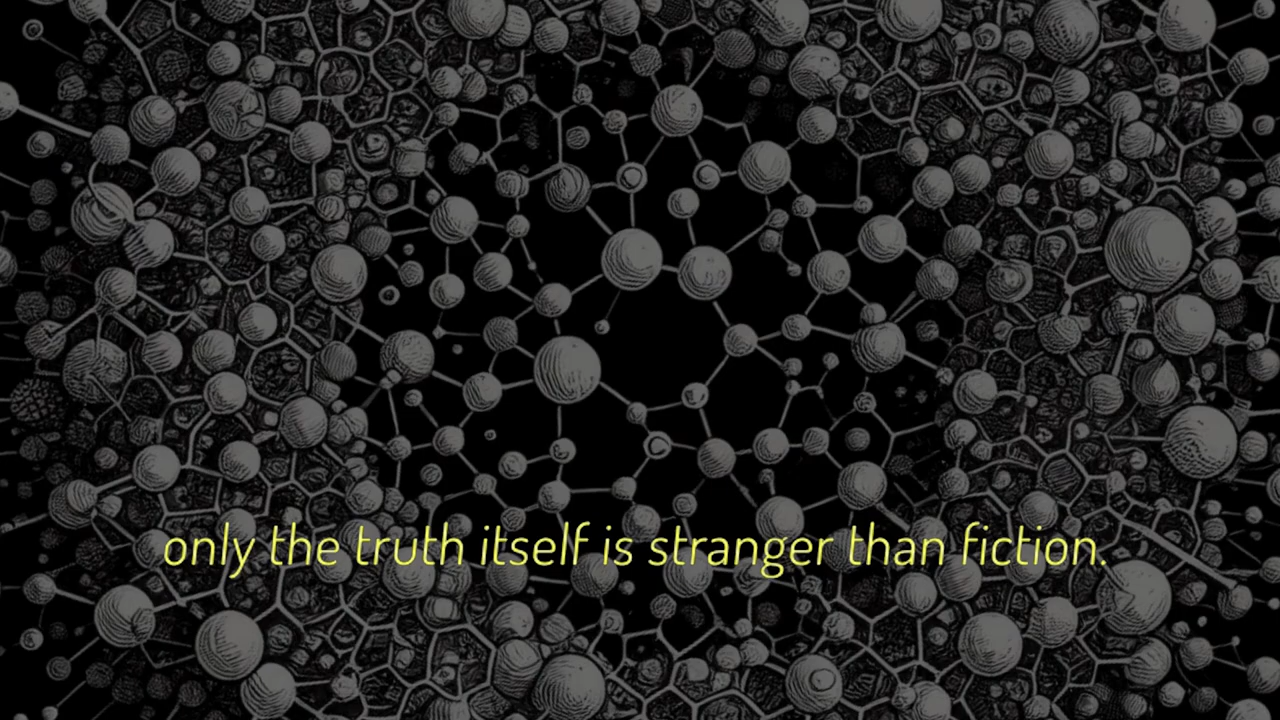 only the truth itself is stranger than fiction.